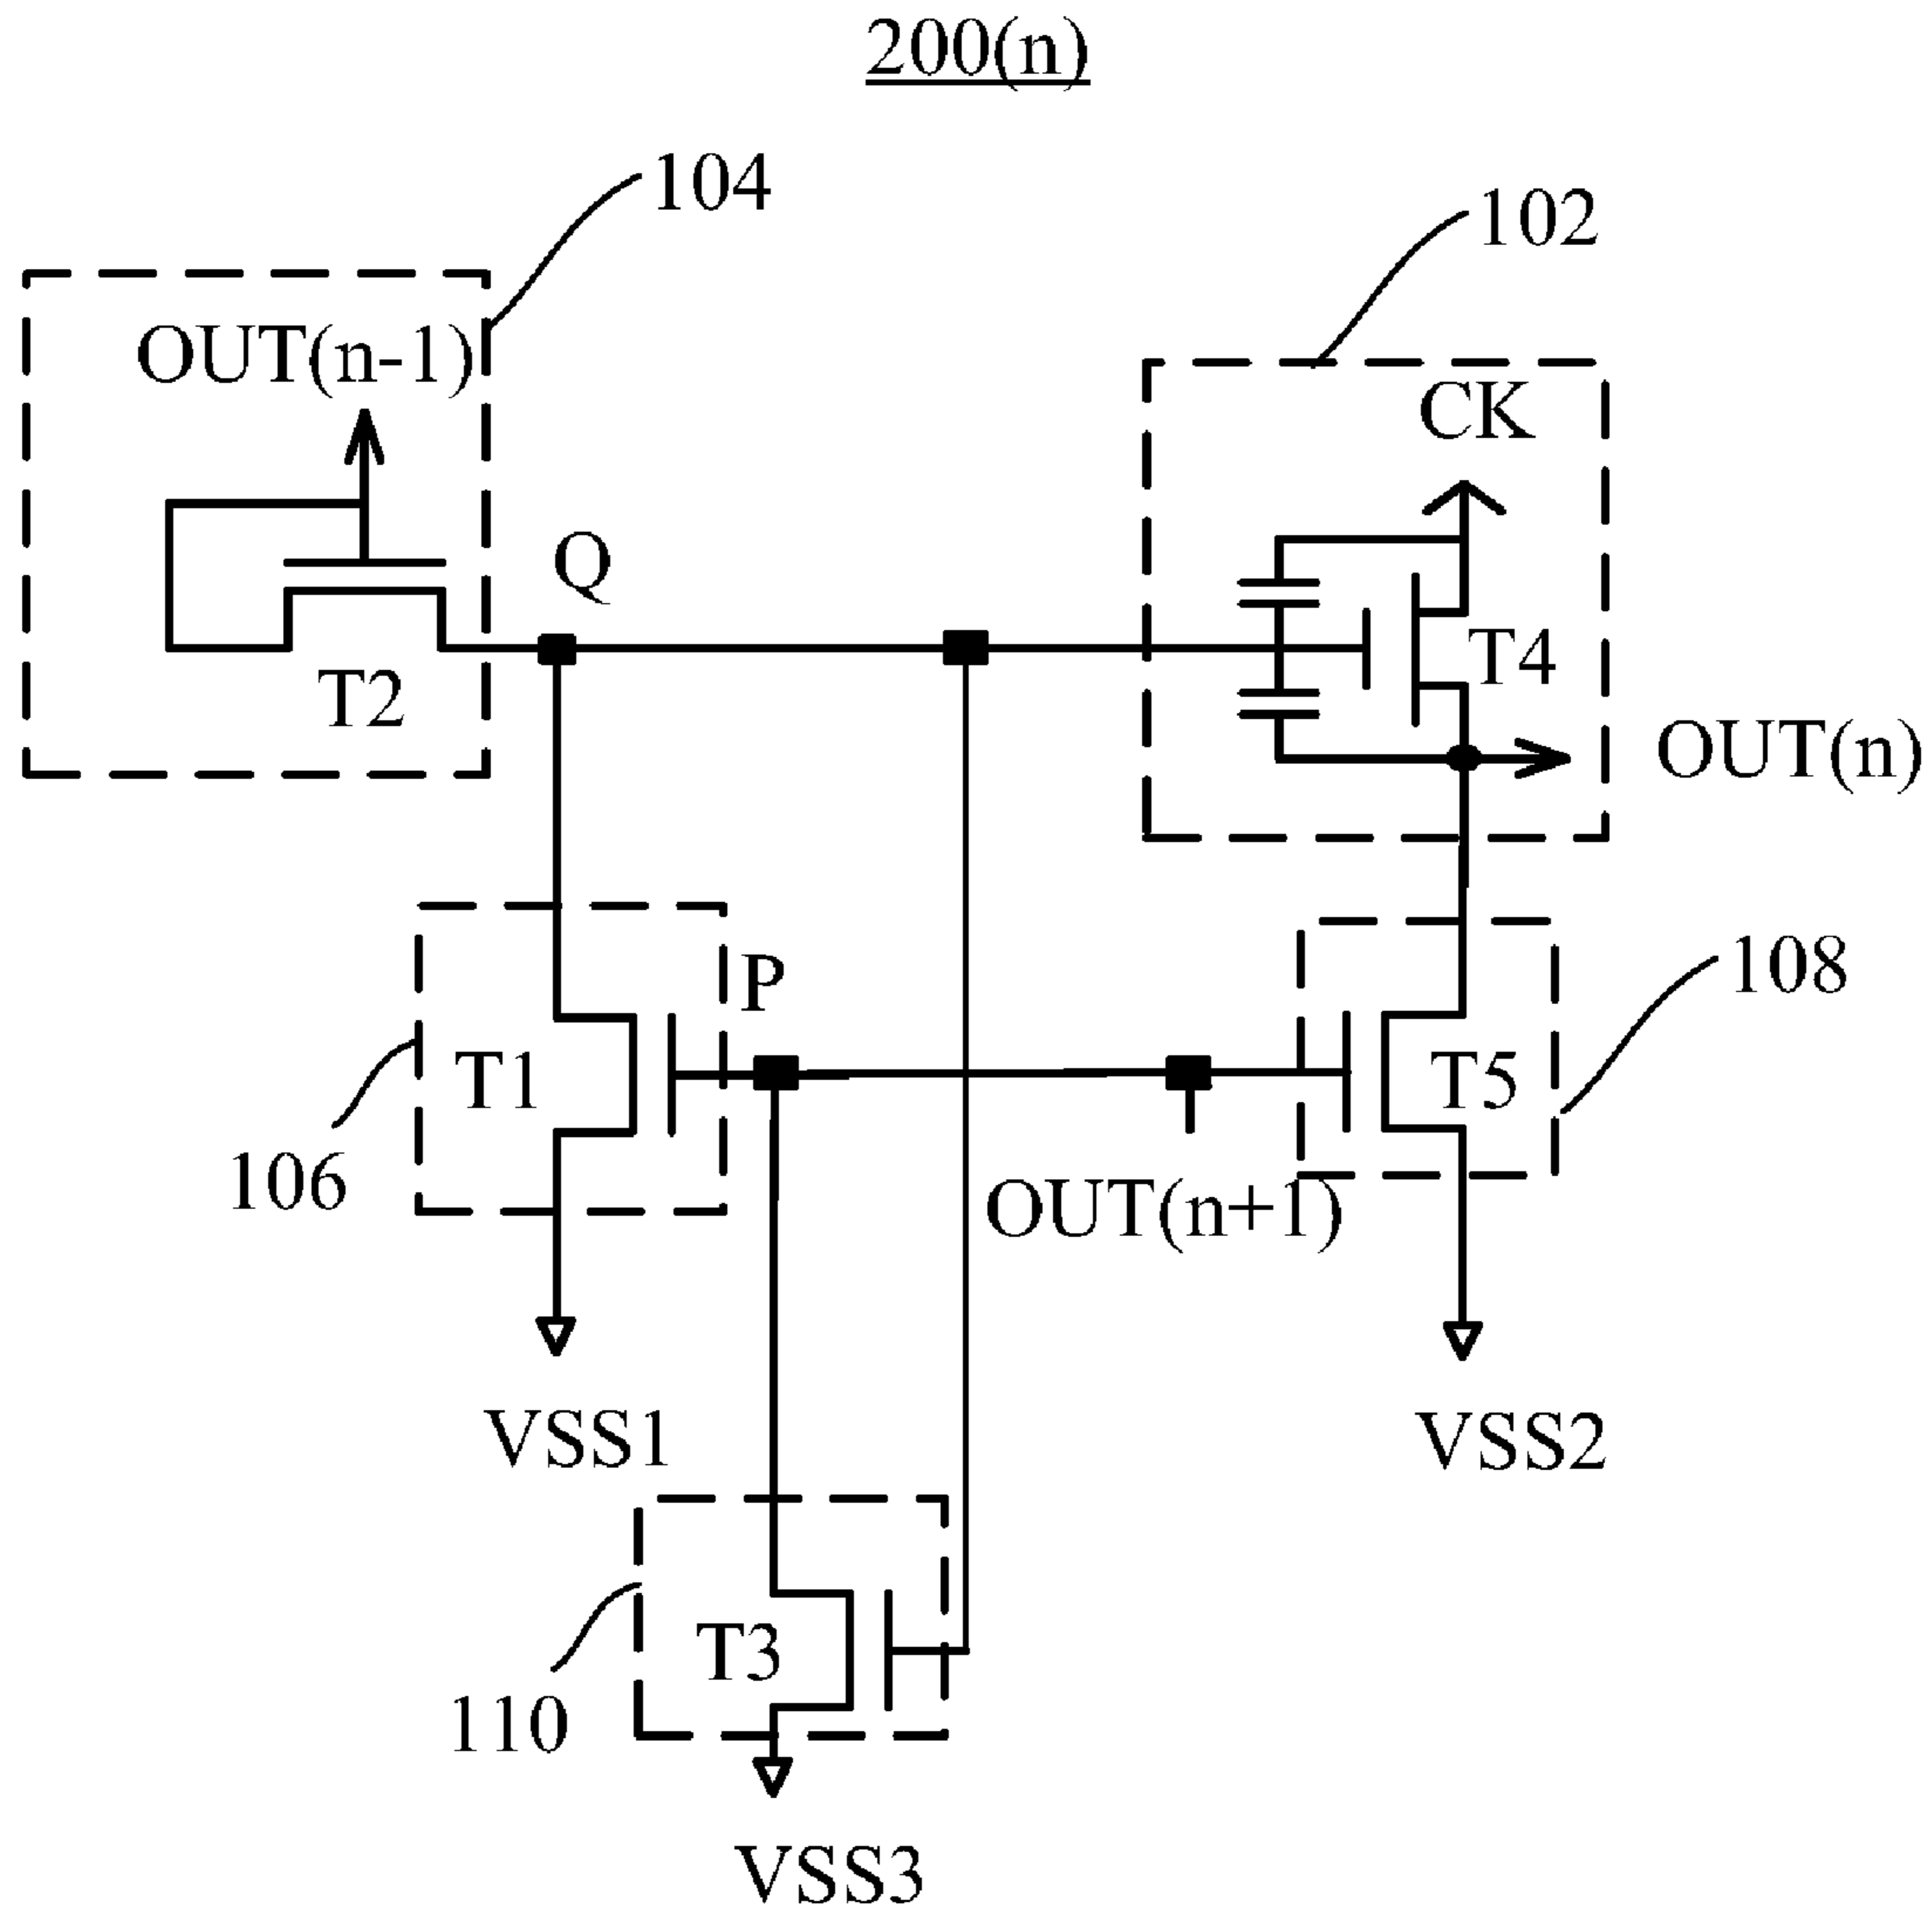 200(n)
104
102
OUT(n-1)
CK
Q
T4
T2
OUT(n)
P
108
T1
T5
106
OUT(n+1)
VSS1
VSS2
T3
110
VSS3